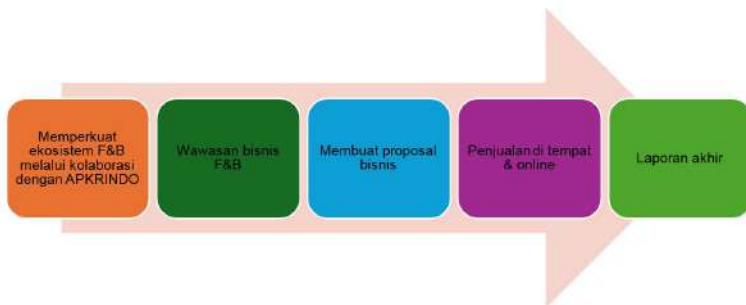 Memperkuat
ekosistem F&B
melalui kolaborasi
dengan APKRINDO
Wawasan bisnis
F&B
Membuat proposal
bisnis
Penjualan di tempat
& online
Laporan akhir